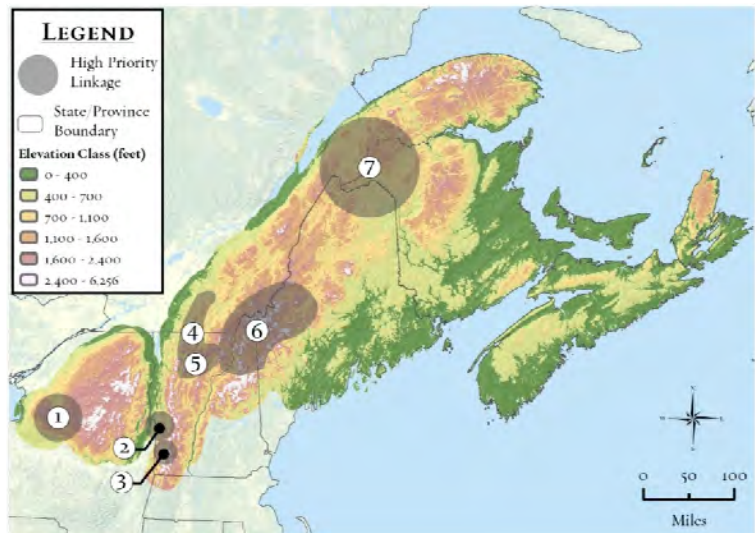 LEGEND
High Priority
Linkage
State/Province
Boundary
Elevation Class (feet)
0 - 400
400 - 700
700 - 1,100
1,100 - 1,600
1,600 - 2,400
2,400 - 6,256
7
4
6
5
1
2
3
N
W
E
S
0 50 100
Miles